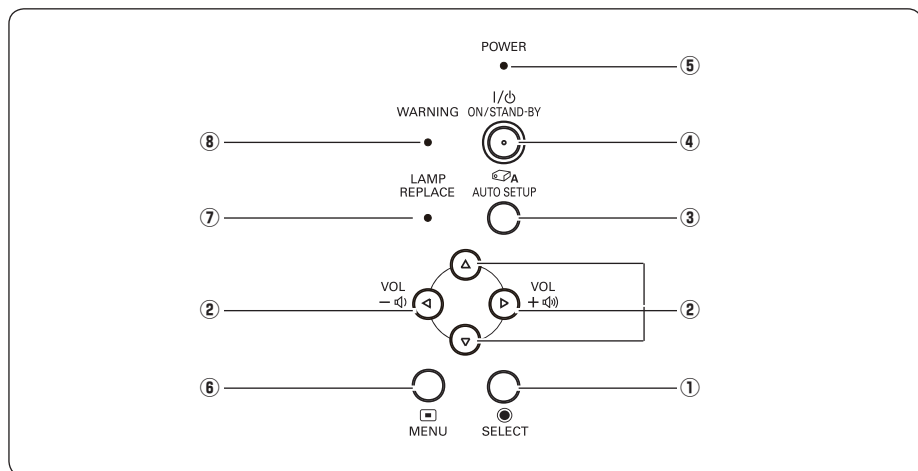 POWER
⑤
I/⏻
WARNING ON/STAND-BY
⑧ ④
LAMP
REPLACE
A
AUTO SETUP
⑦ ③
VOL
−
VOL
+
② ②
⑥ ①
MENU SELECT